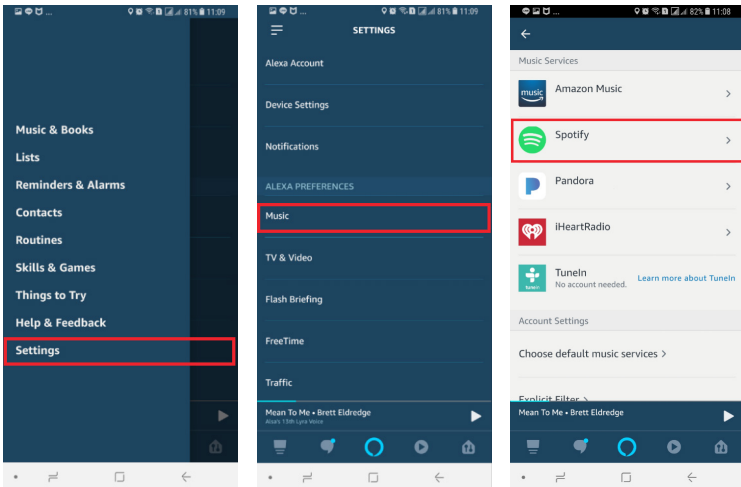 ... 81% 11:09
Music & Books
Lists
Reminders & Alarms
Contacts
Routines
Skills & Games
Things to Try
Help & Feedback
Settings
... 81% 11:09
SETTINGS
Alexa Account
Device Settings
Notifications
ALEXA PREFERENCES
Music
TV & Video
Flash Briefing
FreeTime
Traffic
Mean To Me • Brett Eldredge
... 82% 11:08
Music Services
music
Amazon Music
Spotify
Pandora
iHeartRadio
TuneIn
No account needed.
Learn more about TuneIn
tunein
Account Settings
Choose default music services >
Explicit Filter >
Mean To Me • Brett Eldredge